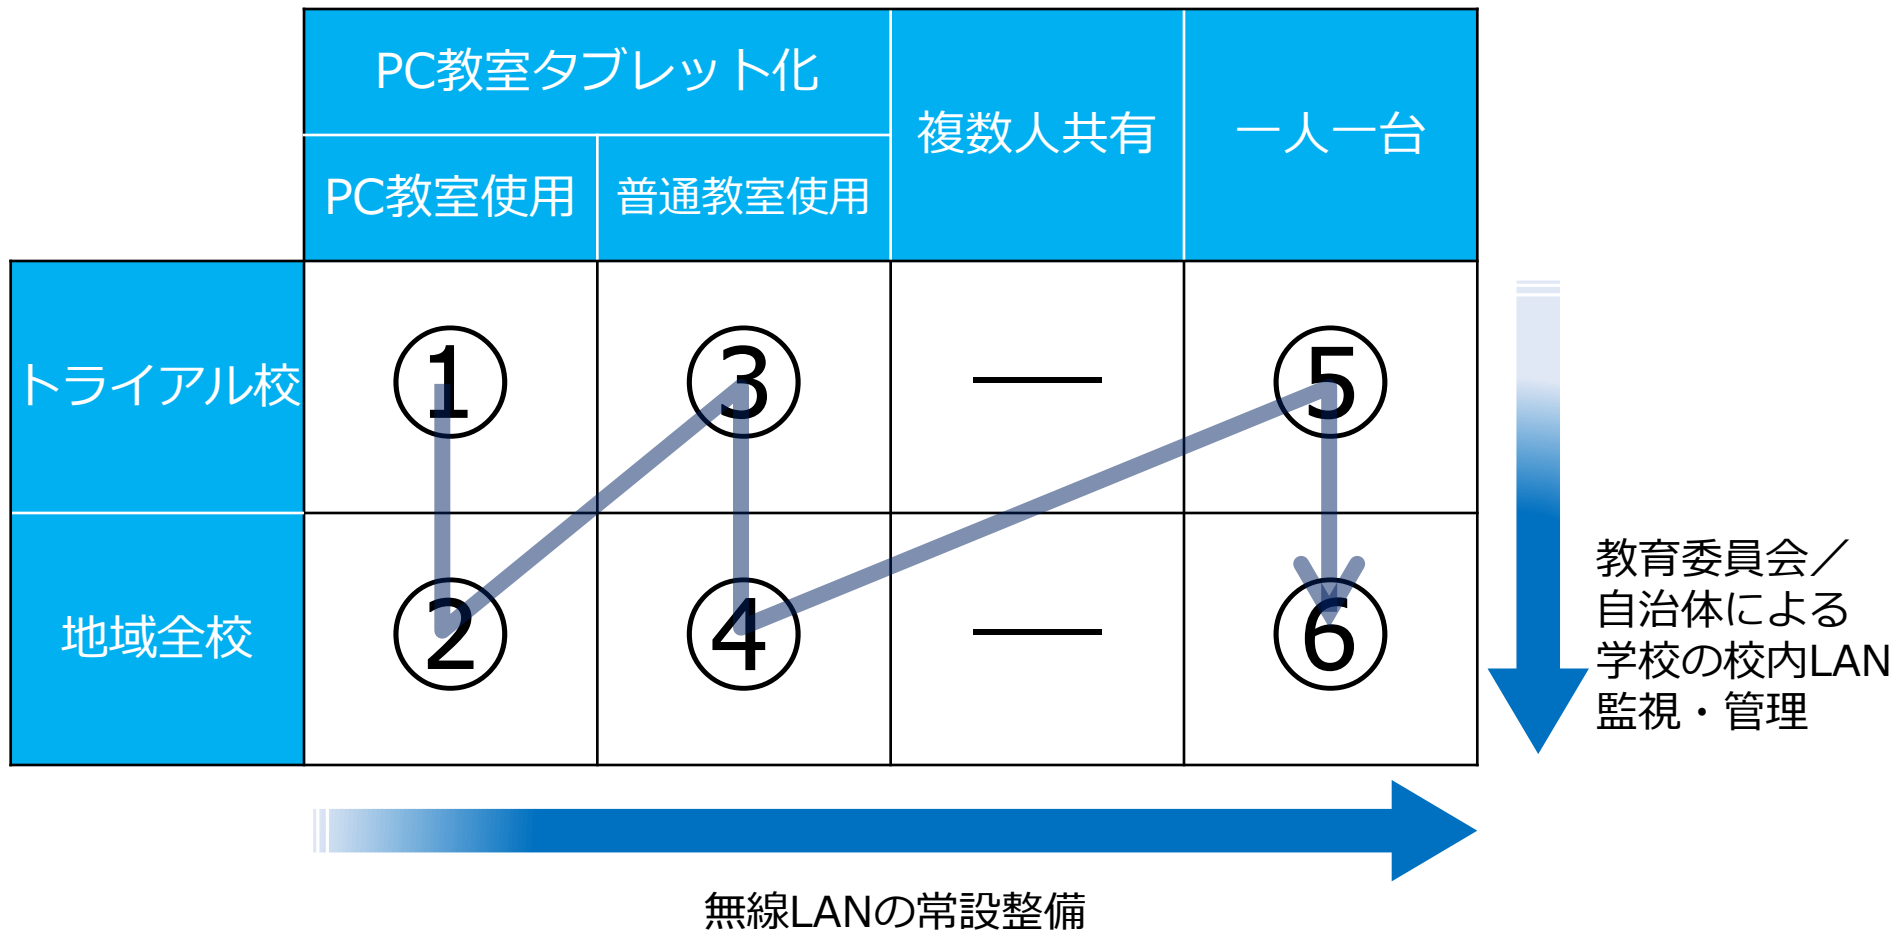 PC教室タブレット化
複数人共有
一人一台
PC教室使用
普通教室使用
トライアル校
①
③
―
⑤
地域全校
②
④
―
⑥
教育委員会／
自治体による
学校の校内LAN
監視・管理
無線LANの常設整備